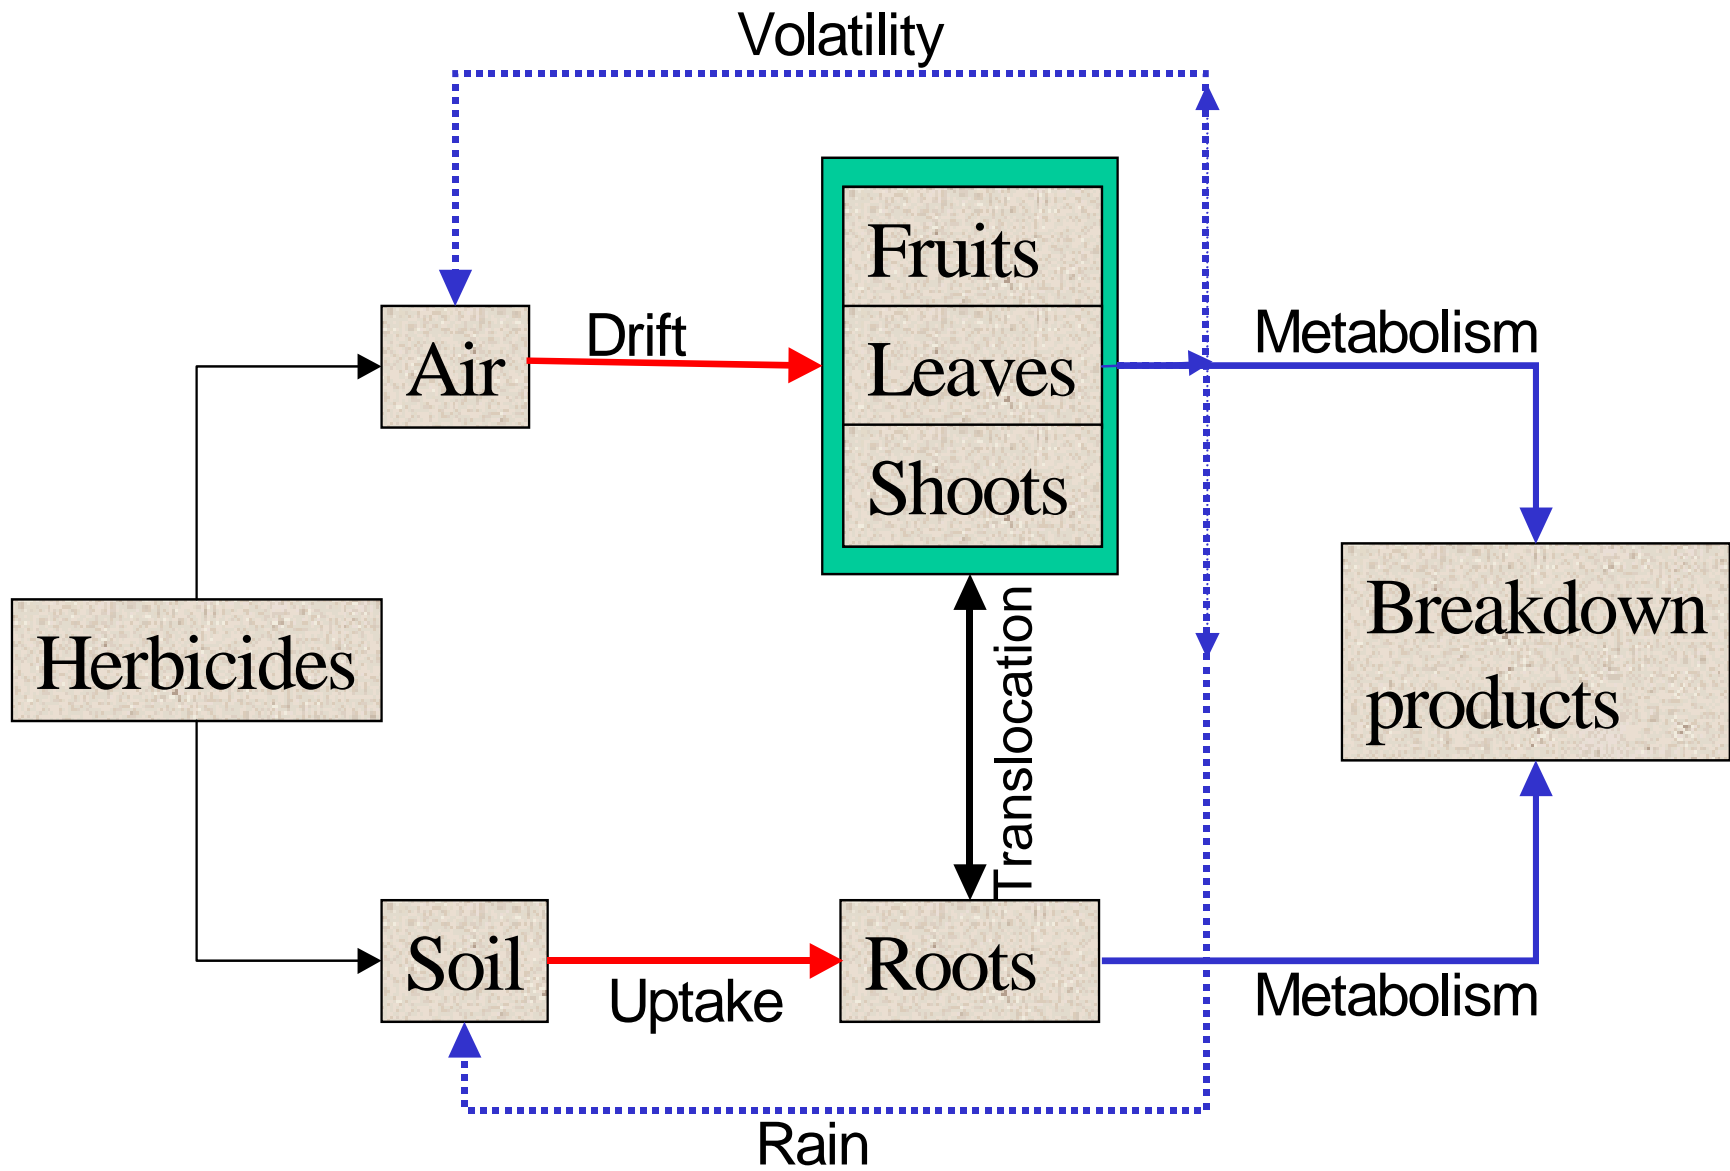 Volatility
Fruits
Drift
Metabolism
Air
Leaves
Shoots
Herbicides
Translocation
Breakdown
products
Soil
Roots
Uptake
Metabolism
Rain